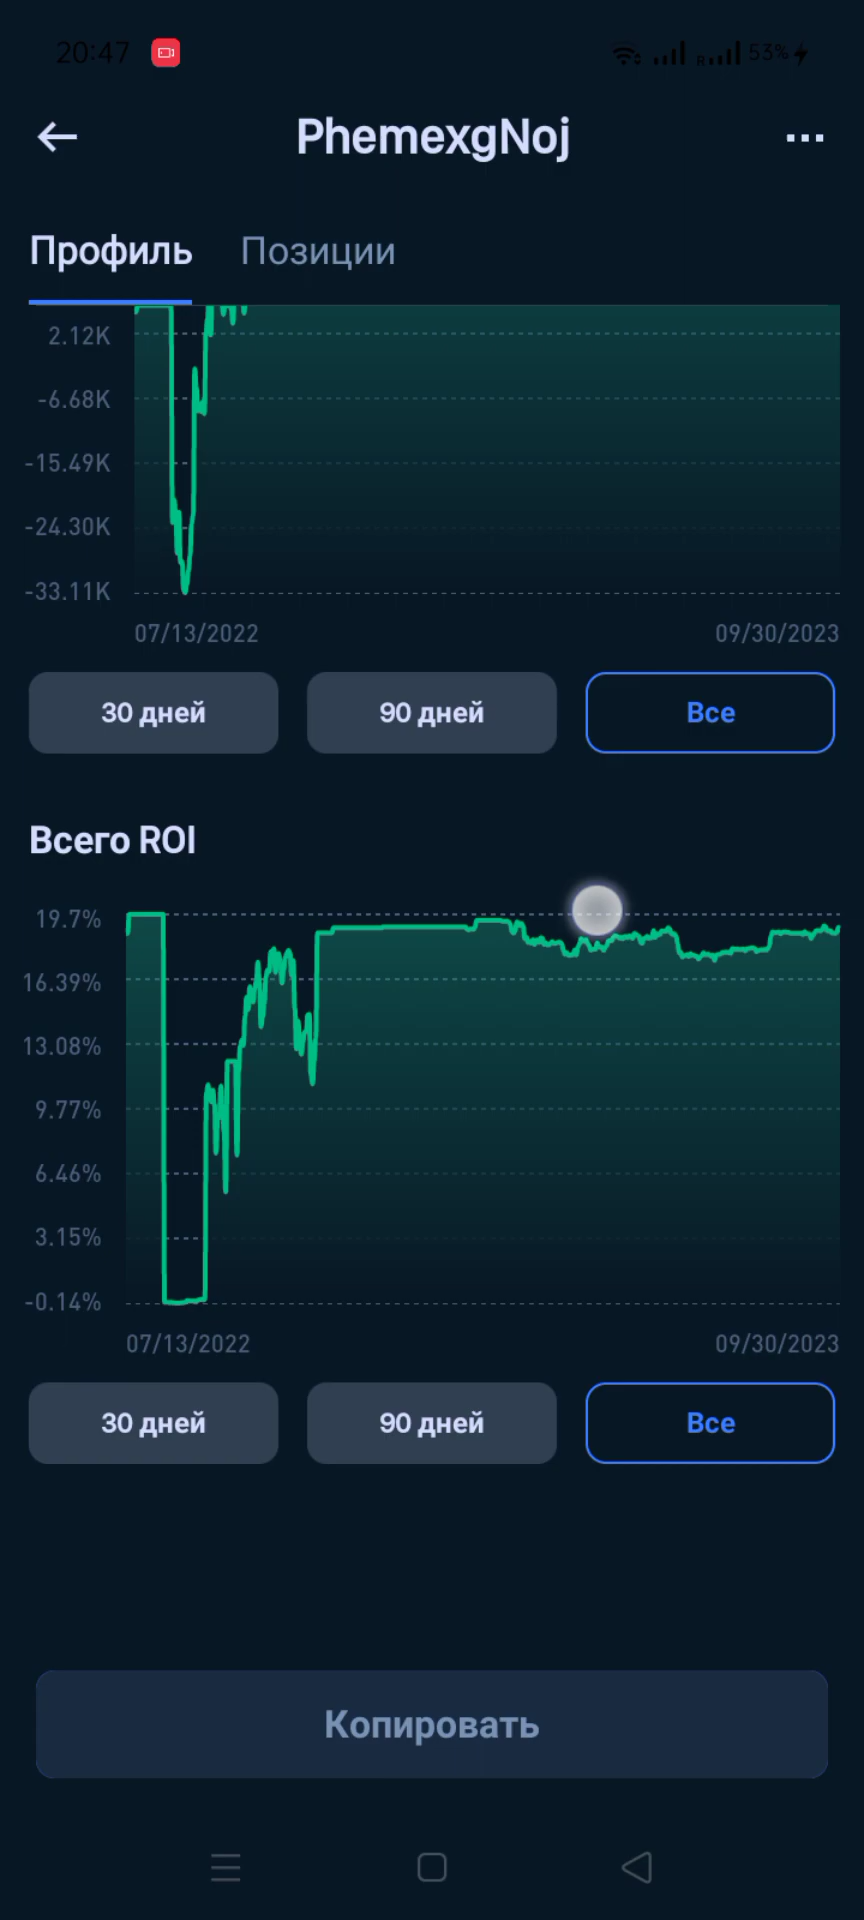 20:47
R 53%
PhemexgNoj
Профиль Позиции
2.12K
-6.68K
-15.49K
-24.30K
-33.11K
07/13/2022 09/30/2023
30 дней 90 дней Все
Всего ROI
19.7%
16.39%
13.08%
9.77%
6.46%
3.15%
-0.14%
07/13/2022 09/30/2023
30 дней 90 дней Все
Копировать